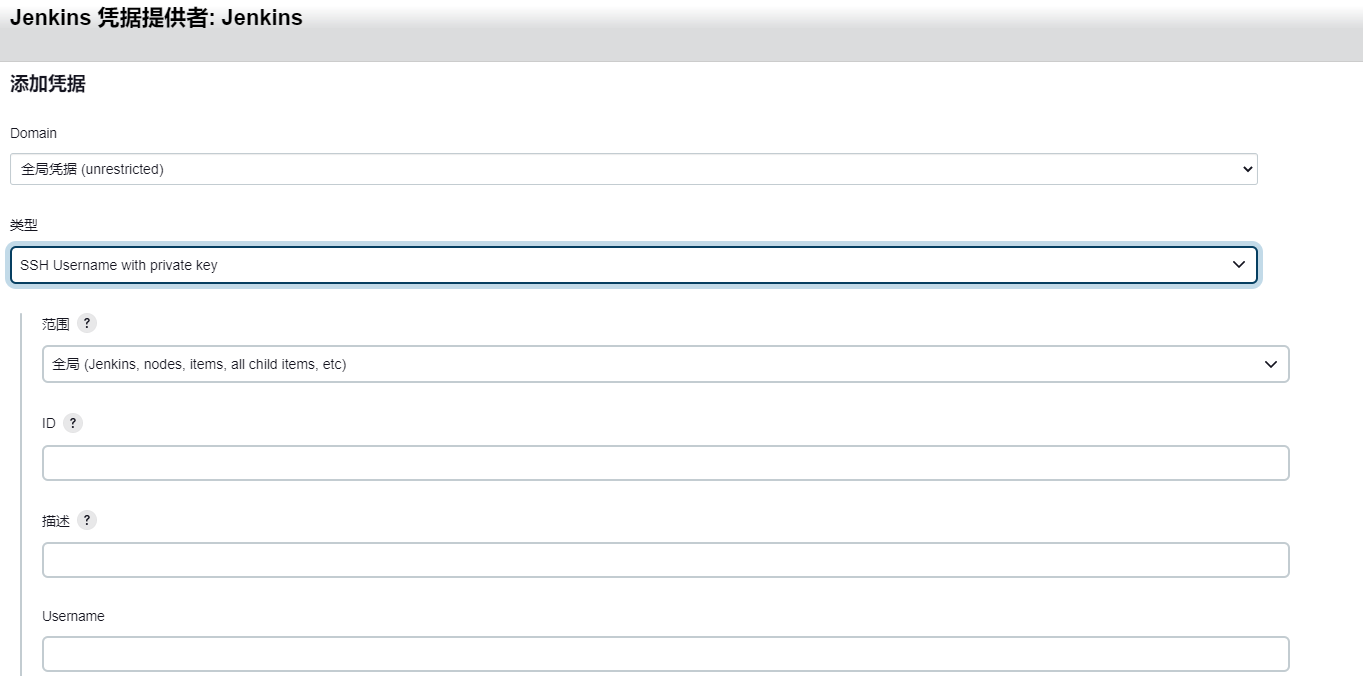 Jenkins 凭据提供者: Jenkins
添加凭据
Domain
全局凭据 (unrestricted)
类型
SSH Username with private key
范围 ?
全局 (Jenkins, nodes, items, all child items, etc)
ID ?
描述 ?
Username